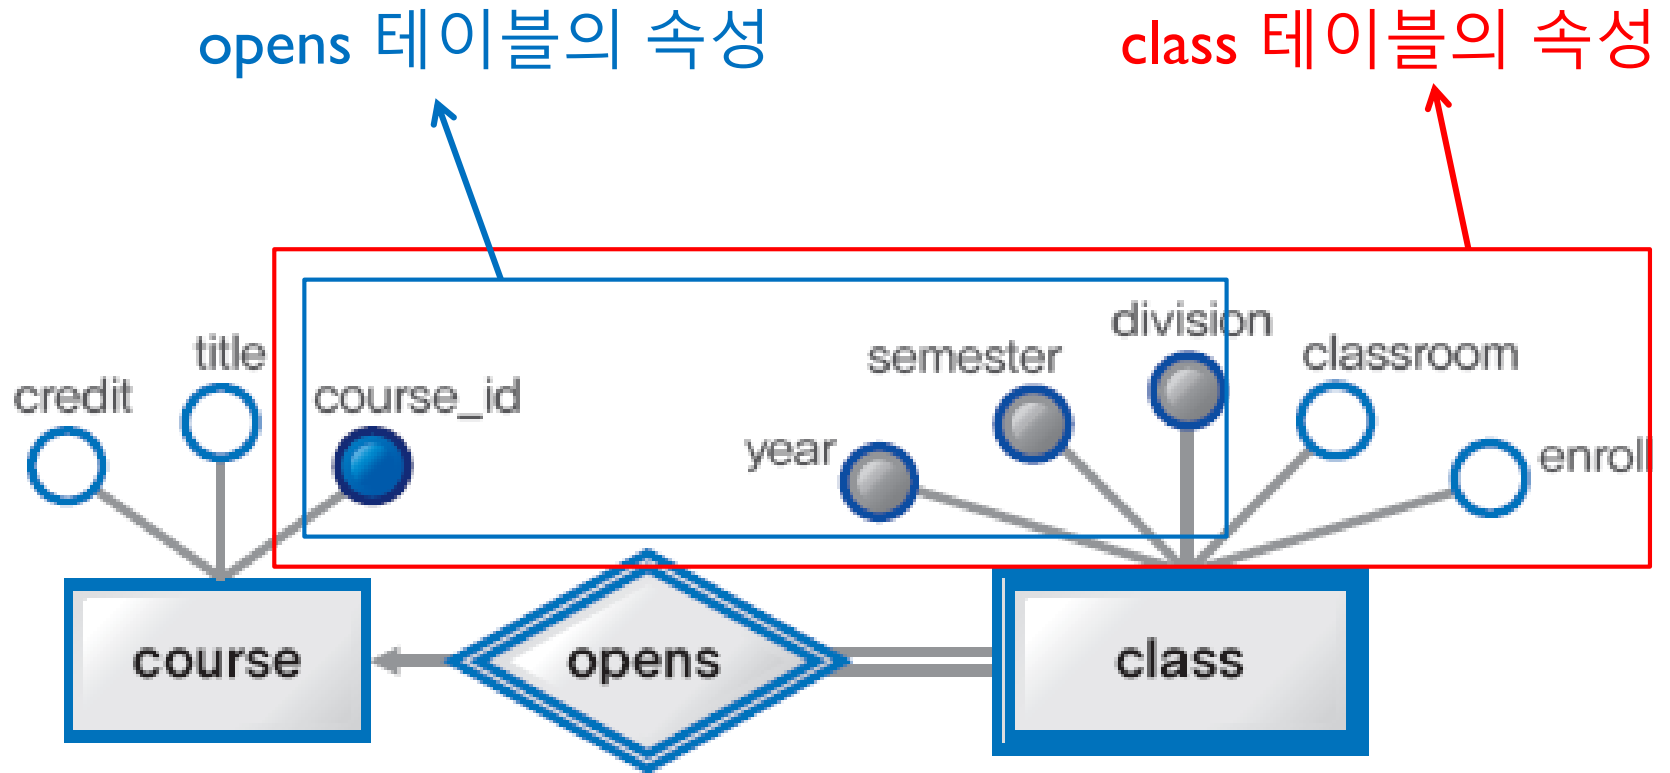 opens 테이블의 속성
class 테이블의 속성
division
title
semester
classroom
credit
course_id
year
enroll
course
opens
class